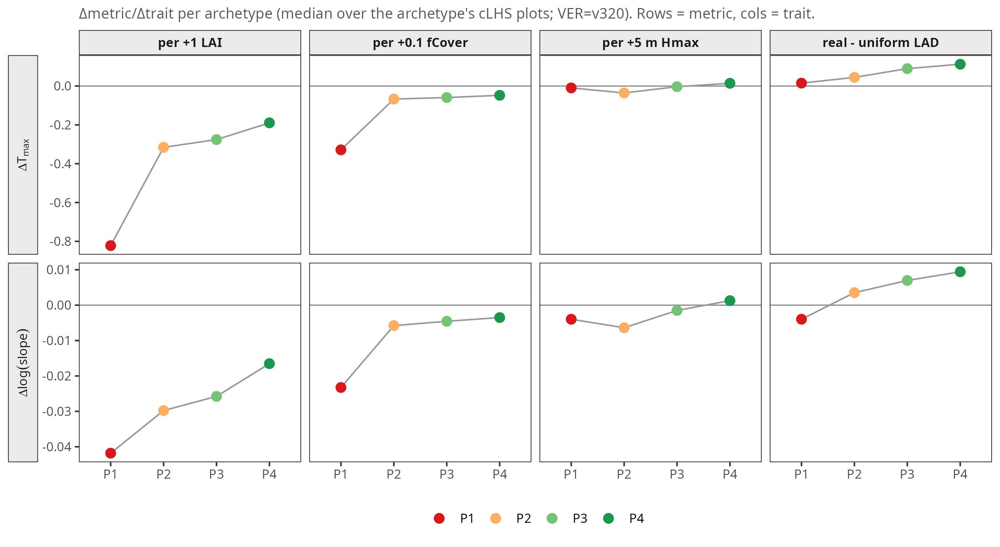 Δmetric/Δtrait per archetype (median over the archetype's cLHS plots; VER=v320). Rows = metric, cols = trait.
per +1 LAI
per +0.1 fCover
per +5 m Hmax
real - uniform LAD
ΔTmax
0.0
-0.2
-0.4
-0.6
-0.8
Δlog(slope)
0.01
0.00
-0.01
-0.02
-0.03
-0.04
P1 P2 P3 P4
P1 P2 P3 P4
P1 P2 P3 P4
P1 P2 P3 P4
P1 P2 P3 P4